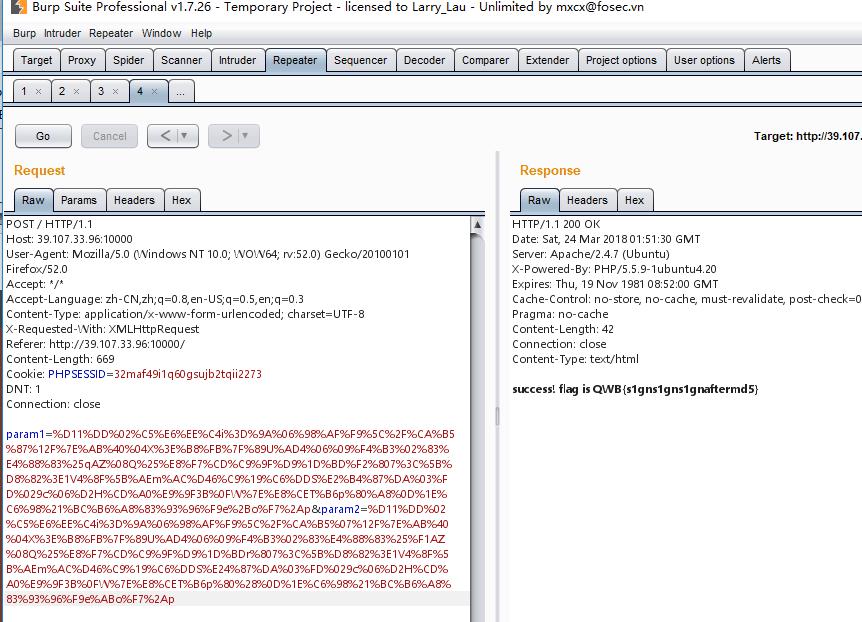 Burp Suite Professional v1.7.26 - Temporary Project - licensed to Larry_Lau - Unlimited by mxcx@fosec.vn
Burp Intruder Repeater Window Help
Target Proxy Spider Scanner Intruder Repeater Sequencer Decoder Comparer Extender Project options User options Alerts
1 × 2 × 3 × 4 × ...
Go Cancel < ▼ > ▼ Target: http://39.107.
Request
Raw Params Headers Hex
POST / HTTP/1.1
Host: 39.107.33.96:10000
User-Agent: Mozilla/5.0 (Windows NT 10.0; WOW64; rv:52.0) Gecko/20100101
Firefox/52.0
Accept: */*
Accept-Language: zh-CN,zh;q=0.8,en-US;q=0.5,en;q=0.3
Content-Type: application/x-www-form-urlencoded; charset=UTF-8
X-Requested-With: XMLHttpRequest
Referer: http://39.107.33.96:10000/
Content-Length: 669
Cookie: PHPSESSID=32maf49i1q60gsujb2tqii2273
DNT: 1
Connection: close
param1=%D11%DD%02%C5%E6%EE%C4i%3D%9A%06%98%AF%F9%5C%2F%CA%B5
%87%12F%7E%AB%40%04X%3E%B8%FB%7F%89U%AD4%06%09%F4%B3%02%83%
E4%88%83%25qAZ%08Q%25%E8%F7%CD%C9%9F%D9%1D%BD%F2%807%3C%5B%
D8%82%3E1V4%8F%5B%AEm%AC%D46%C9%19%C6%DDS%E2%B4%87%DA%03%F
D%029c%06%D2H%CD%A0%E9%9F3B%0FW%7E%E8%CET%B6p%80%A8%0D%1E%
C6%98%21%BC%B6%A8%83%93%96%F9e%2Bo%F7%2Ap&param2=%D11%DD%02
%C5%E6%EE%C4i%3D%9A%06%98%AF%F9%5C%2F%CA%B5%07%12F%7E%AB%40
%04X%3E%B8%FB%7F%89U%AD4%06%09%F4%B3%02%83%E4%88%83%25%F1AZ
%08Q%25%E8%F7%CD%C9%9F%D9%1D%BDr%807%3C%5B%D8%82%3E1V4%8F%5
B%AEm%AC%D46%C9%19%C6%DDS%E24%87%DA%03%FD%029c%06%D2H%CD%
A0%E9%9F3B%0FW%7E%E8%CET%B6p%80%28%0D%1E%C6%98%21%BC%B6%A8%
83%93%96%F9e%ABo%F7%2Ap
Response
Raw Headers Hex
HTTP/1.1 200 OK
Date: Sat, 24 Mar 2018 01:51:30 GMT
Server: Apache/2.4.7 (Ubuntu)
X-Powered-By: PHP/5.5.9-1ubuntu4.20
Expires: Thu, 19 Nov 1981 08:52:00 GMT
Cache-Control: no-store, no-cache, must-revalidate, post-check=0
Pragma: no-cache
Content-Length: 42
Connection: close
Content-Type: text/html
success! flag is QWB{s1gns1gns1gnaftermd5}